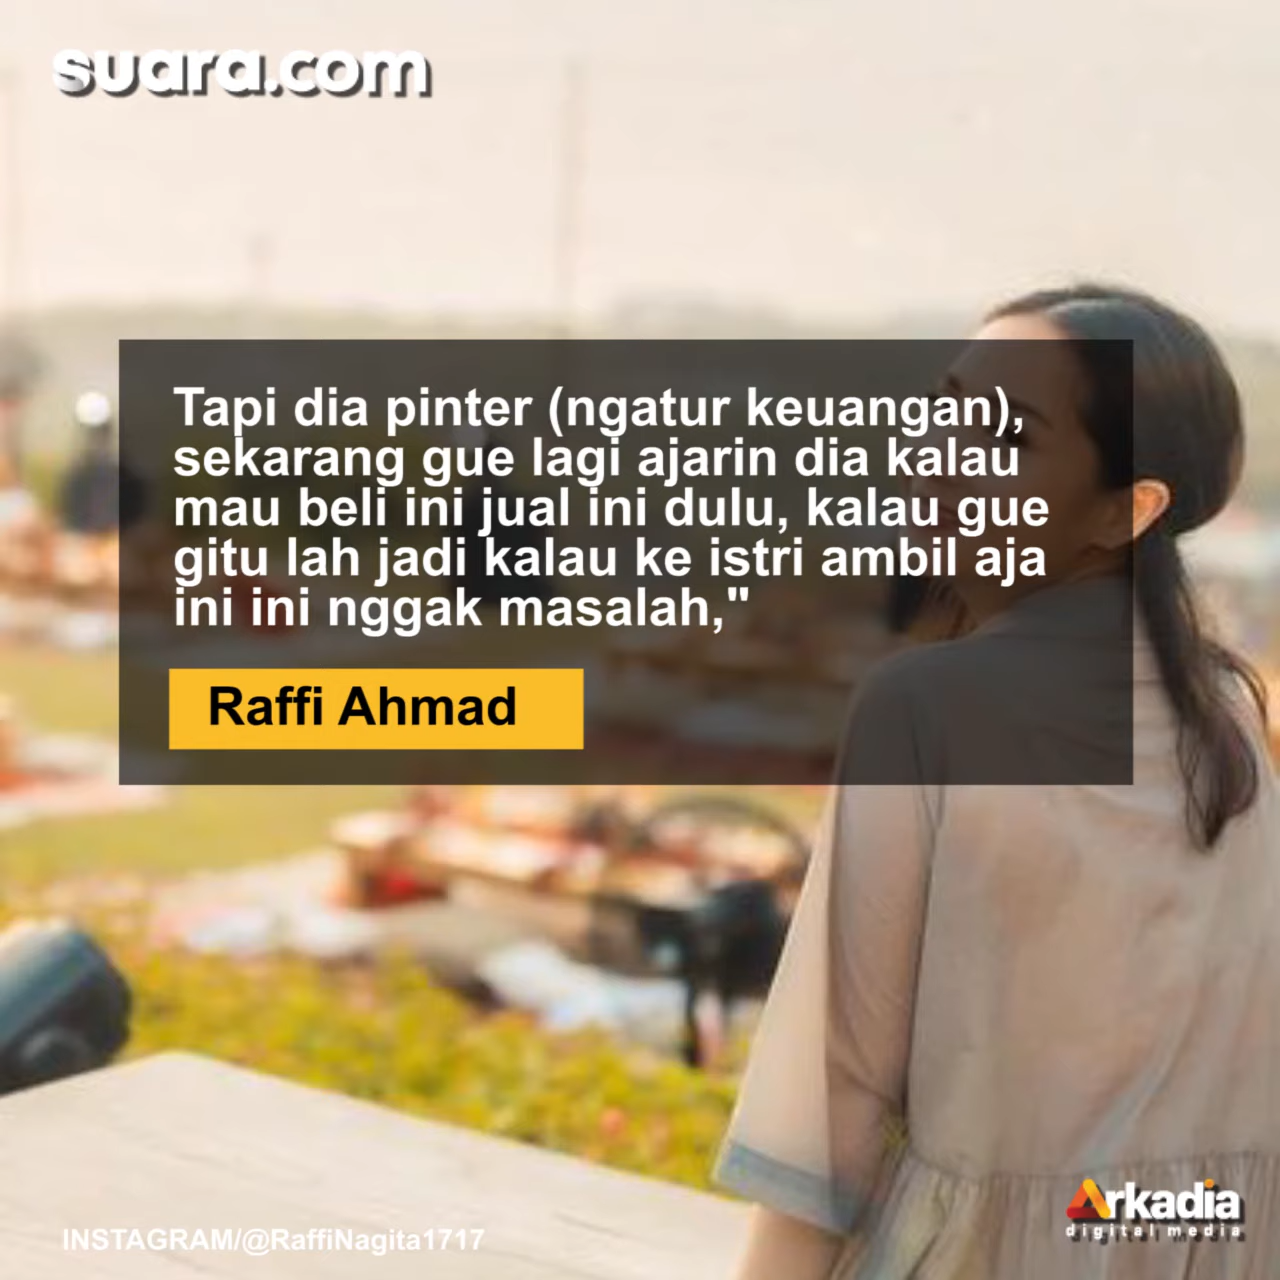 suara.com
Tapi dia pinter (ngatur keuangan),
sekarang gue lagi ajarin dia kalau
mau beli ini jual ini dulu, kalau gue
gitu lah jadi kalau ke istri ambil aja
ini ini nggak masalah,"
Raffi Ahmad
INSTAGRAM/@RaffiNagita1717
Arkadia
digital media